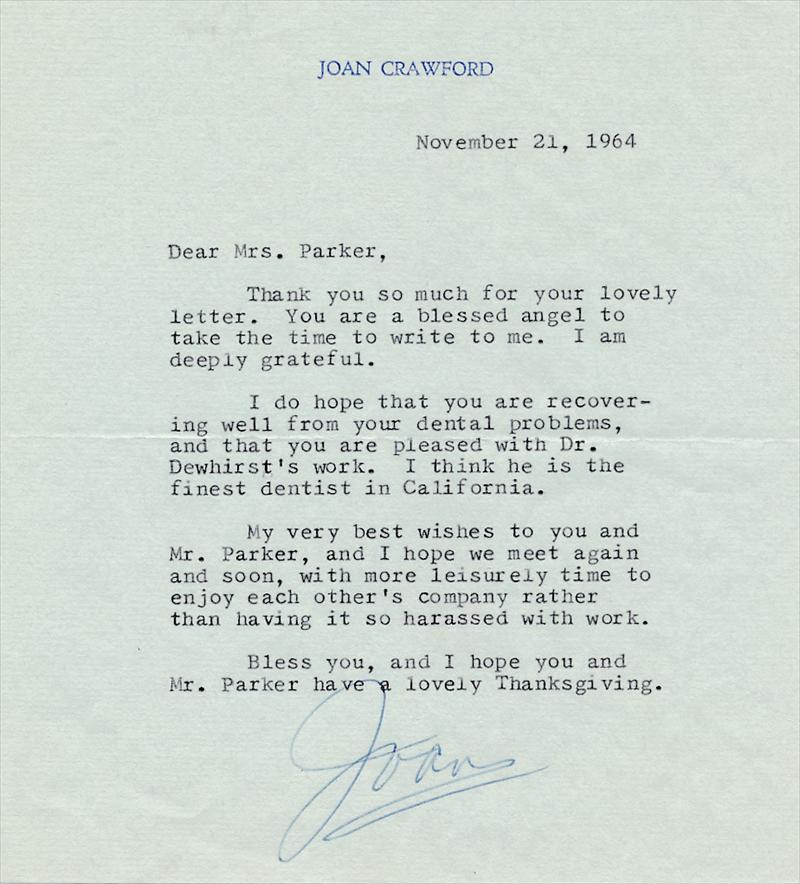 JOAN CRAWFORD
November 21, 1964
Dear Mrs. Parker,
Thank you so much for your lovely
letter. You are a blessed angel to
take the time to write to me. I am
deeply grateful.
I do hope that you are recover-
ing well from your dental problems,
and that you are pleased with Dr.
Dewhirst's work. I think he is the
finest dentist in California.
My very best wishes to you and
Mr. Parker, and I hope we meet again
and soon, with more leisurely time to
enjoy each other's company rather
than having it so harassed with work.
Bless you, and I hope you and
Mr. Parker have a lovely Thanksgiving.
Joan